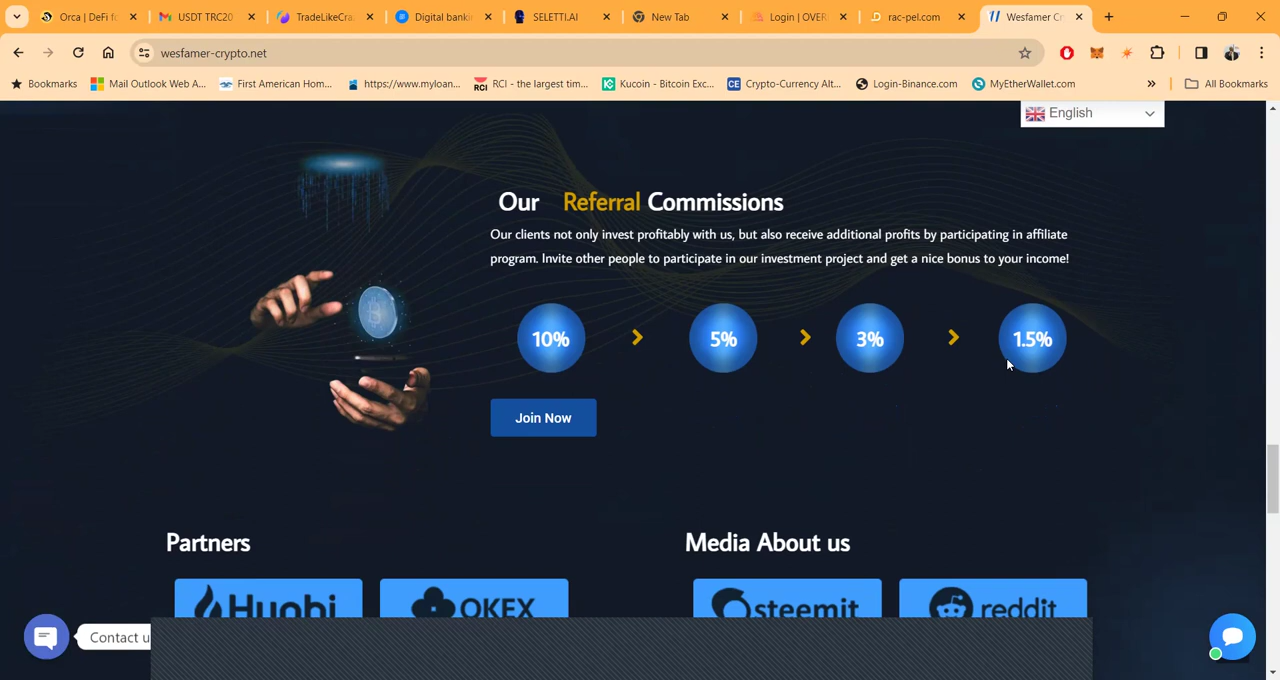 Orca | DeFi fo
USDT TRC20
TradeLikeCra
Digital bankin
SELETTI.AI
New Tab
Login | OVER
rac-pel.com
Wesfamer Cr
wesfamer-crypto.net
Bookmarks
Mail Outlook Web A...
First American Hom...
https://www.myloan...
RCI - the largest tim...
Kucoin - Bitcoin Exc...
Crypto-Currency Alt...
Login-Binance.com
MyEtherWallet.com
All Bookmarks
English
Our Referral Commissions
Our clients not only invest profitably with us, but also receive additional profits by participating in affiliate
program. Invite other people to participate in our investment project and get a nice bonus to your income!
10%
5%
3%
1.5%
Join Now
Partners
Media About us
Huobi
OKEX
steemit
reddit
Contact u